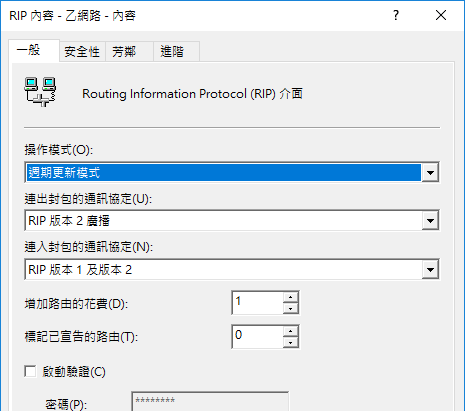 RIP 內容 - 乙網路 - 內容
一般 安全性 芳鄰 進階
Routing Information Protocol (RIP) 介面
操作模式(O):
週期更新模式
連出封包的通訊協定(U):
RIP 版本 2 廣播
連入封包的通訊協定(N):
RIP 版本 1 及版本 2
增加路由的花費(D): 1
標記已宣告的路由(T): 0
啟動驗證(C)
密碼(P): ********